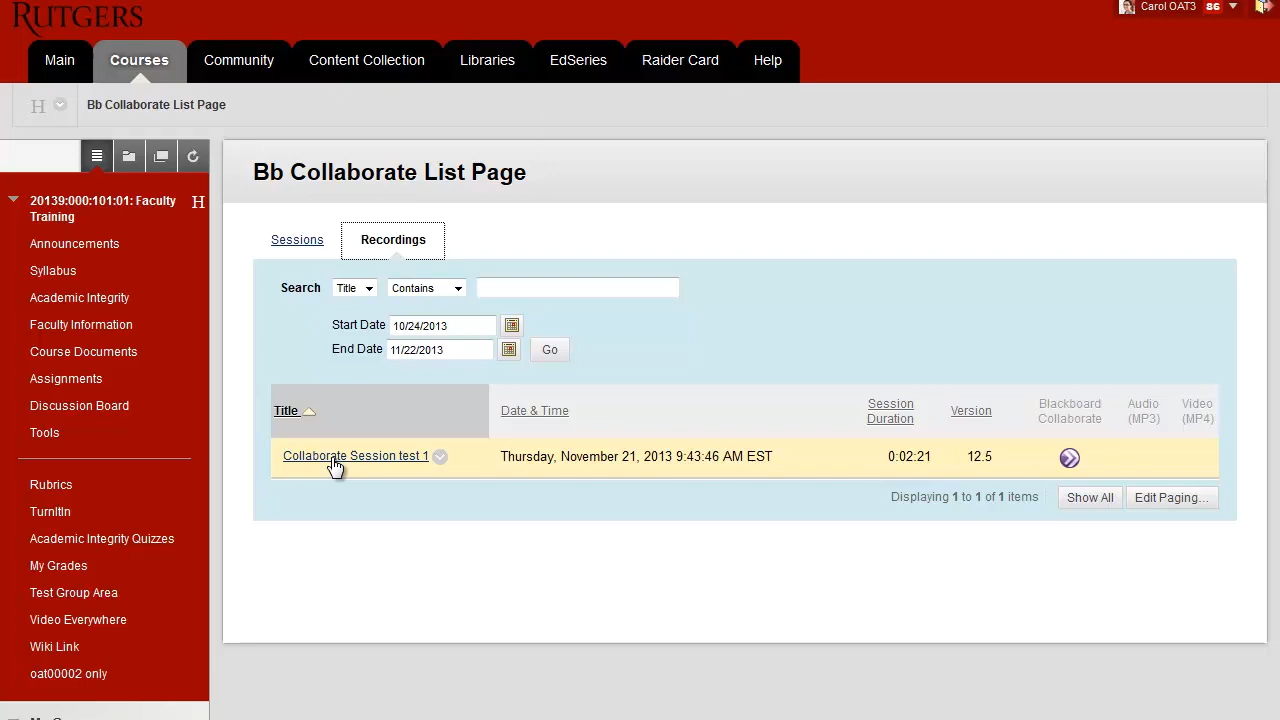 RUTGERS
Carol OAT3 86
Main Courses Community Content Collection Libraries EdSeries Raider Card Help
H Bb Collaborate List Page
20139:000:101:01: Faculty
Training
H
Announcements
Syllabus
Academic Integrity
Faculty Information
Course Documents
Assignments
Discussion Board
Tools
Rubrics
TurnItIn
Academic Integrity Quizzes
My Grades
Test Group Area
Video Everywhere
Wiki Link
oat00002 only
Bb Collaborate List Page
Sessions Recordings
Search Title Contains
Start Date 10/24/2013
End Date 11/22/2013 Go
Title Date & Time Session Duration Version Blackboard Collaborate Audio (MP3) Video (MP4)
Collaborate Session test 1 Thursday, November 21, 2013 9:43:46 AM EST 0:02:21 12.5
Displaying 1 to 1 of 1 items Show All Edit Paging...